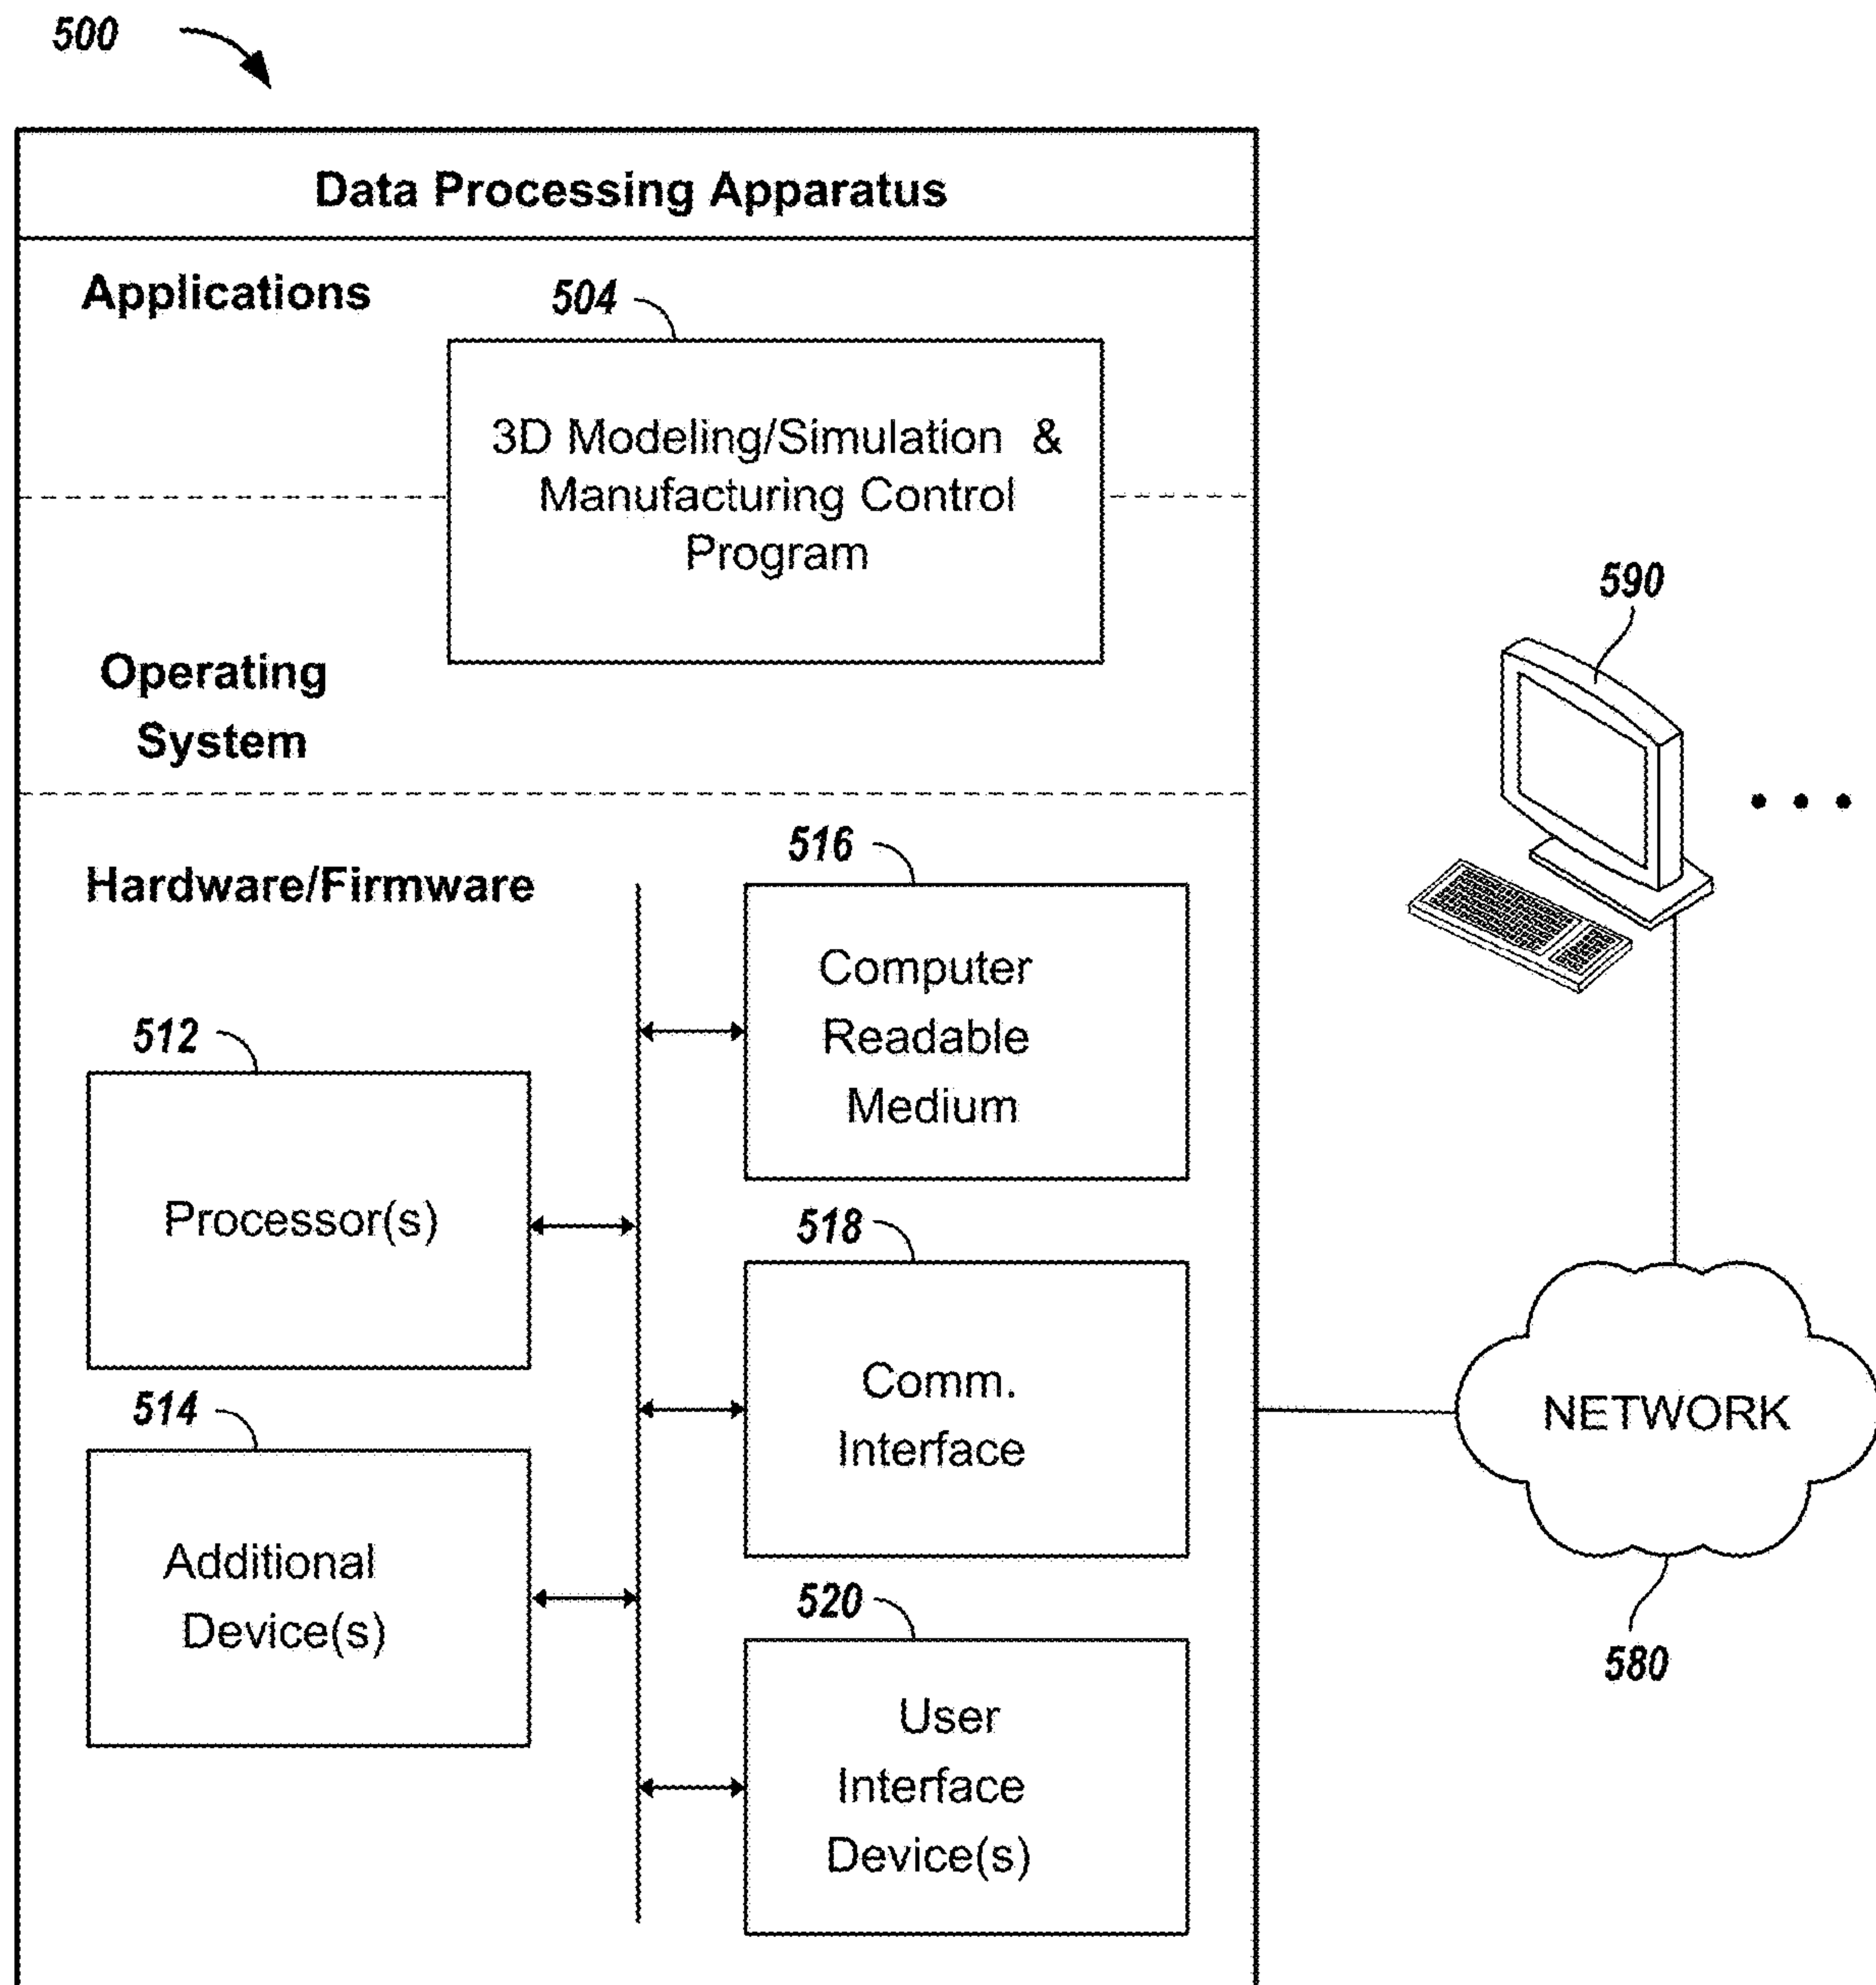 500
Data Processing Apparatus
Applications
504
3D Modeling/Simulation &
Manufacturing Control
Program
Operating
System
590
Hardware/Firmware
516
Computer
Readable
Medium
512
Processor(s)
518
Comm.
Interface
NETWORK
580
514
Additional
Device(s)
520
User
Interface
Device(s)